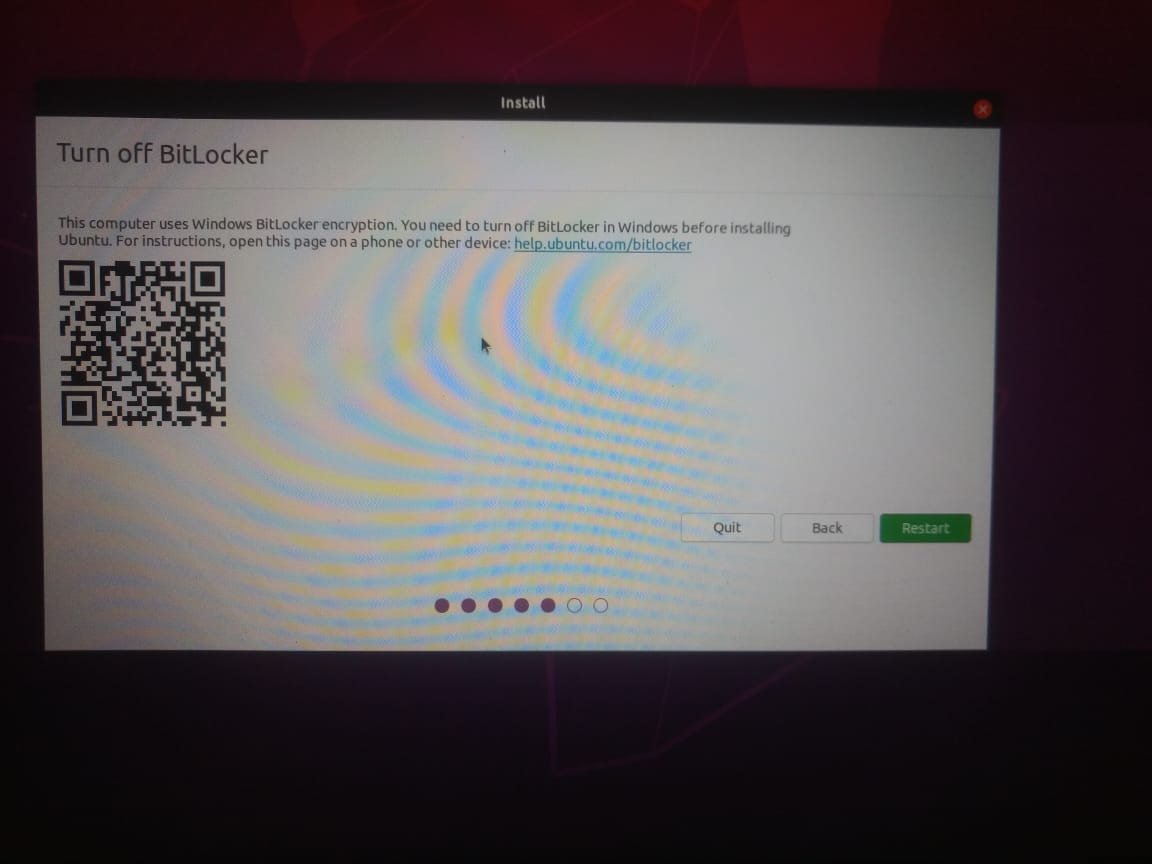 Install
Turn off BitLocker
This computer uses Windows BitLocker encryption. You need to turn off BitLocker in Windows before installing
Ubuntu. For instructions, open this page on a phone or other device: help.ubuntu.com/bitlocker
Quit Back Restart